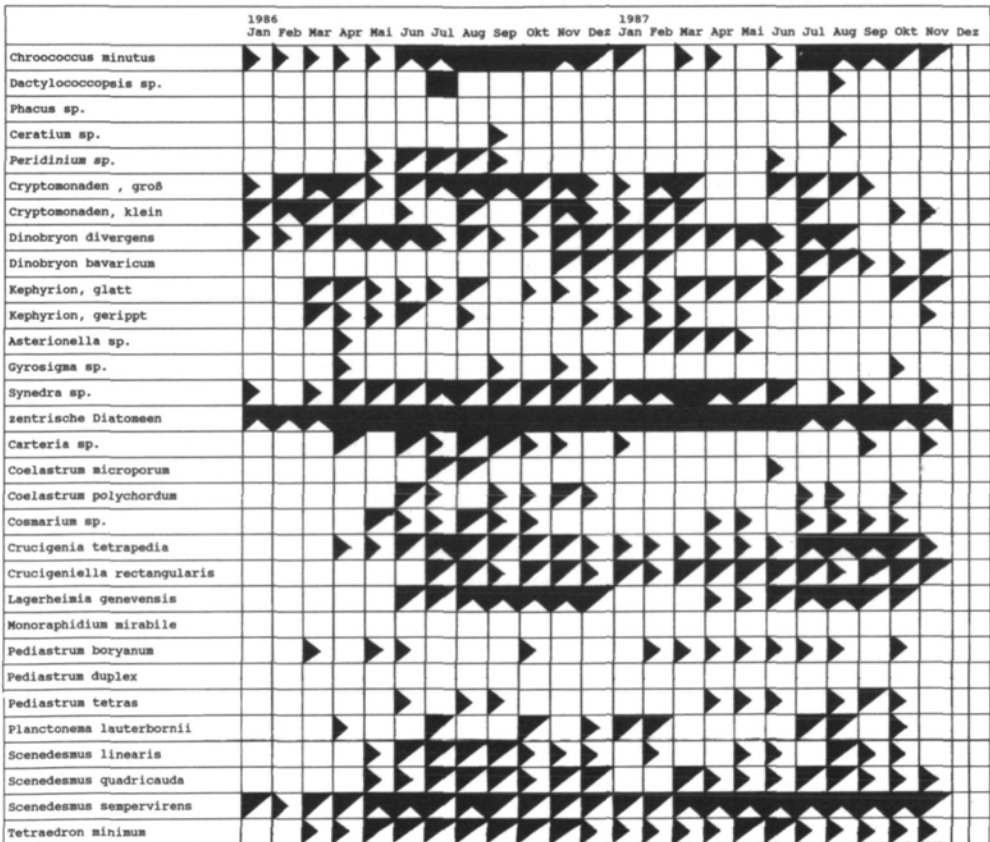 1986 1987
Jan Feb Mar Apr Mai Jun Jul Aug Sep Okt Nov Dez Jan Feb Mar Apr Mai Jun Jul Aug Sep Okt Nov Dez
Chroococcus minutus
Dactylococcopsis sp.
Phacus sp.
Ceratium sp.
Peridinium sp.
Cryptomonaden , groß
Cryptomonaden, klein
Dinobryon divergens
Dinobryon bavaricum
Kephyrion, glatt
Kephyrion, gerippt
Asterionella sp.
Gyrosigma sp.
Synedra sp.
zentrische Diatomeen
Carteria sp.
Coelastrum microporum
Coelastrum polychordum
Cosmarium sp.
Crucigenia tetrapedia
Crucigeniella rectangularis
Lagerheimia genevensis
Monoraphidium mirabile
Pediastrum boryanum
Pediastrum duplex
Pediastrum tetras
Planctonema lauterbornii
Scenedesmus linearis
Scenedesmus quadricauda
Scenedesmus sempervirens
Tetraedron minimum